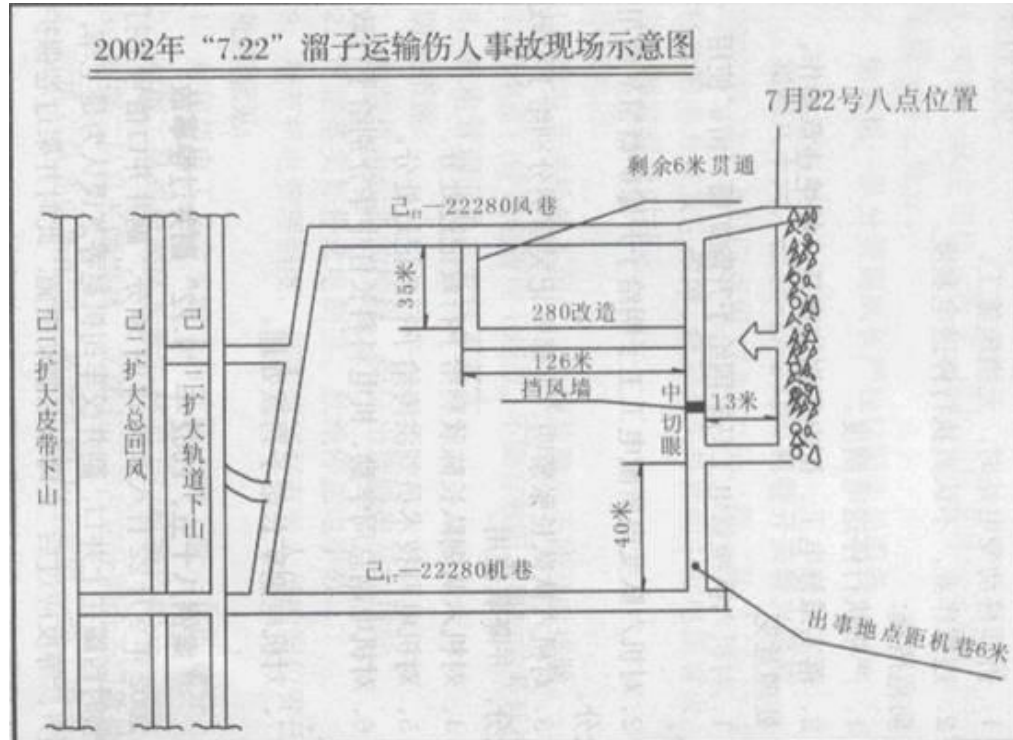 2002年“7.22”溜子运输伤人事故现场示意图
7月22号八点位置
剩余6米贯通
己₁₇—22280风巷
35米
280改造
126米
挡风墙
中切眼
13米
40米
己二扩大皮带下山
己二扩大总回风
己二扩大轨道下山
己₁₇—22280机巷
出事地点距机巷6米